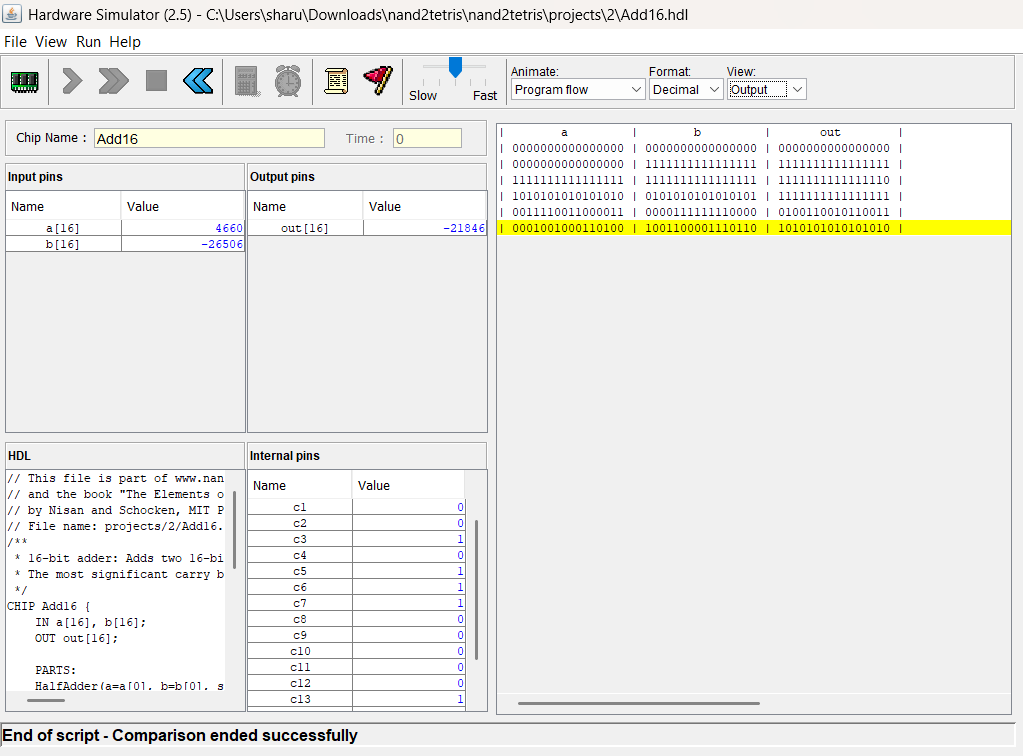 Hardware Simulator (2.5) - C:\Users\sharu\Downloads\nand2tetris\nand2tetris\projects\2\Add16.hdl
File View Run Help
Slow Fast
Animate: Format: View:
Program flow Decimal Output
Chip Name : Add16 Time : 0
Input pins
Name Value
a[16] 4660
b[16] -26506
Output pins
Name Value
out[16] -21846
HDL
// This file is part of www.nan
// and the book "The Elements o
// by Nisan and Schocken, MIT P
// File name: projects/2/Add16.
/**
* 16-bit adder: Adds two 16-bi
* The most significant carry b
*/
CHIP Add16 {
IN a[16], b[16];
OUT out[16];
PARTS:
HalfAdder(a=a[0], b=b[0], s
Internal pins
Name Value
c1 0
c2 0
c3 1
c4 0
c5 1
c6 1
c7 1
c8 0
c9 0
c10 0
c11 0
c12 0
c13 1
| a | b | out |
| 0000000000000000 | 0000000000000000 | 0000000000000000 |
| 0000000000000000 | 1111111111111111 | 1111111111111111 |
| 1111111111111111 | 1111111111111111 | 1111111111111110 |
| 1010101010101010 | 0101010101010101 | 1111111111111111 |
| 0011110011000011 | 0000111111110000 | 0100110010110011 |
| 0001001000110100 | 1001100001110110 | 1010101010101010 |
End of script - Comparison ended successfully